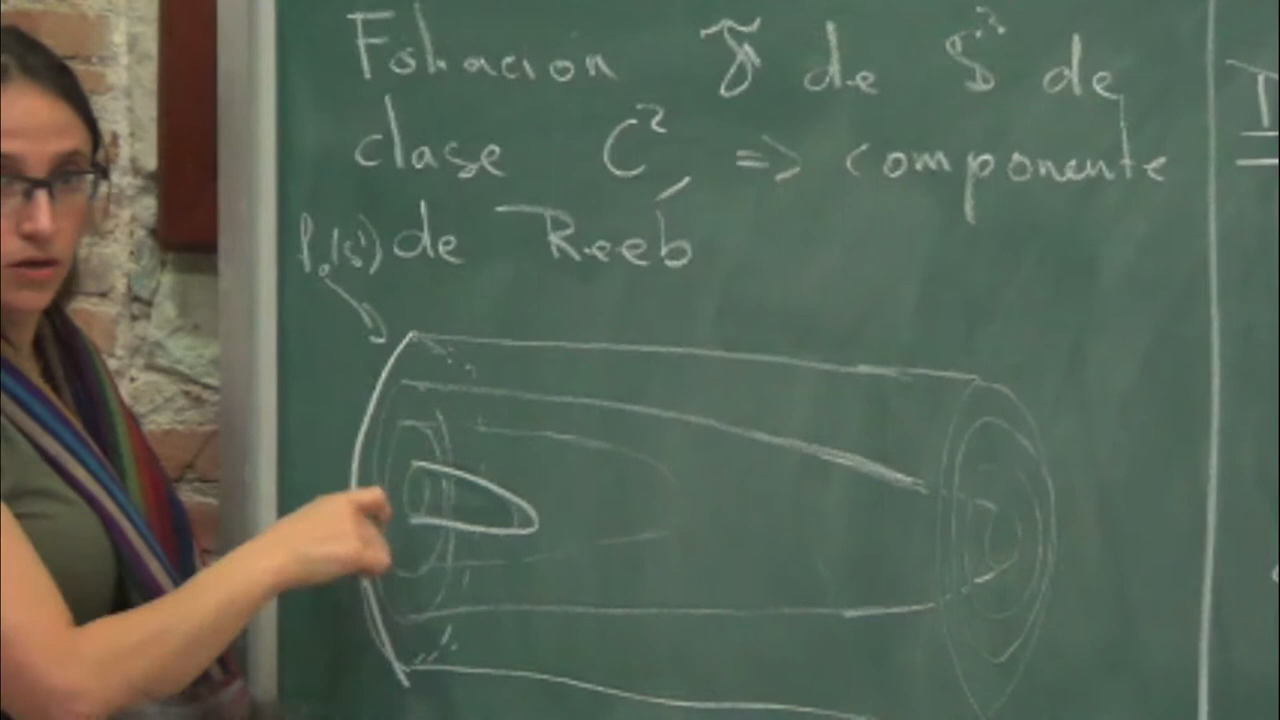 Foliación F de S³ de
clase C² => componente
de Reeb